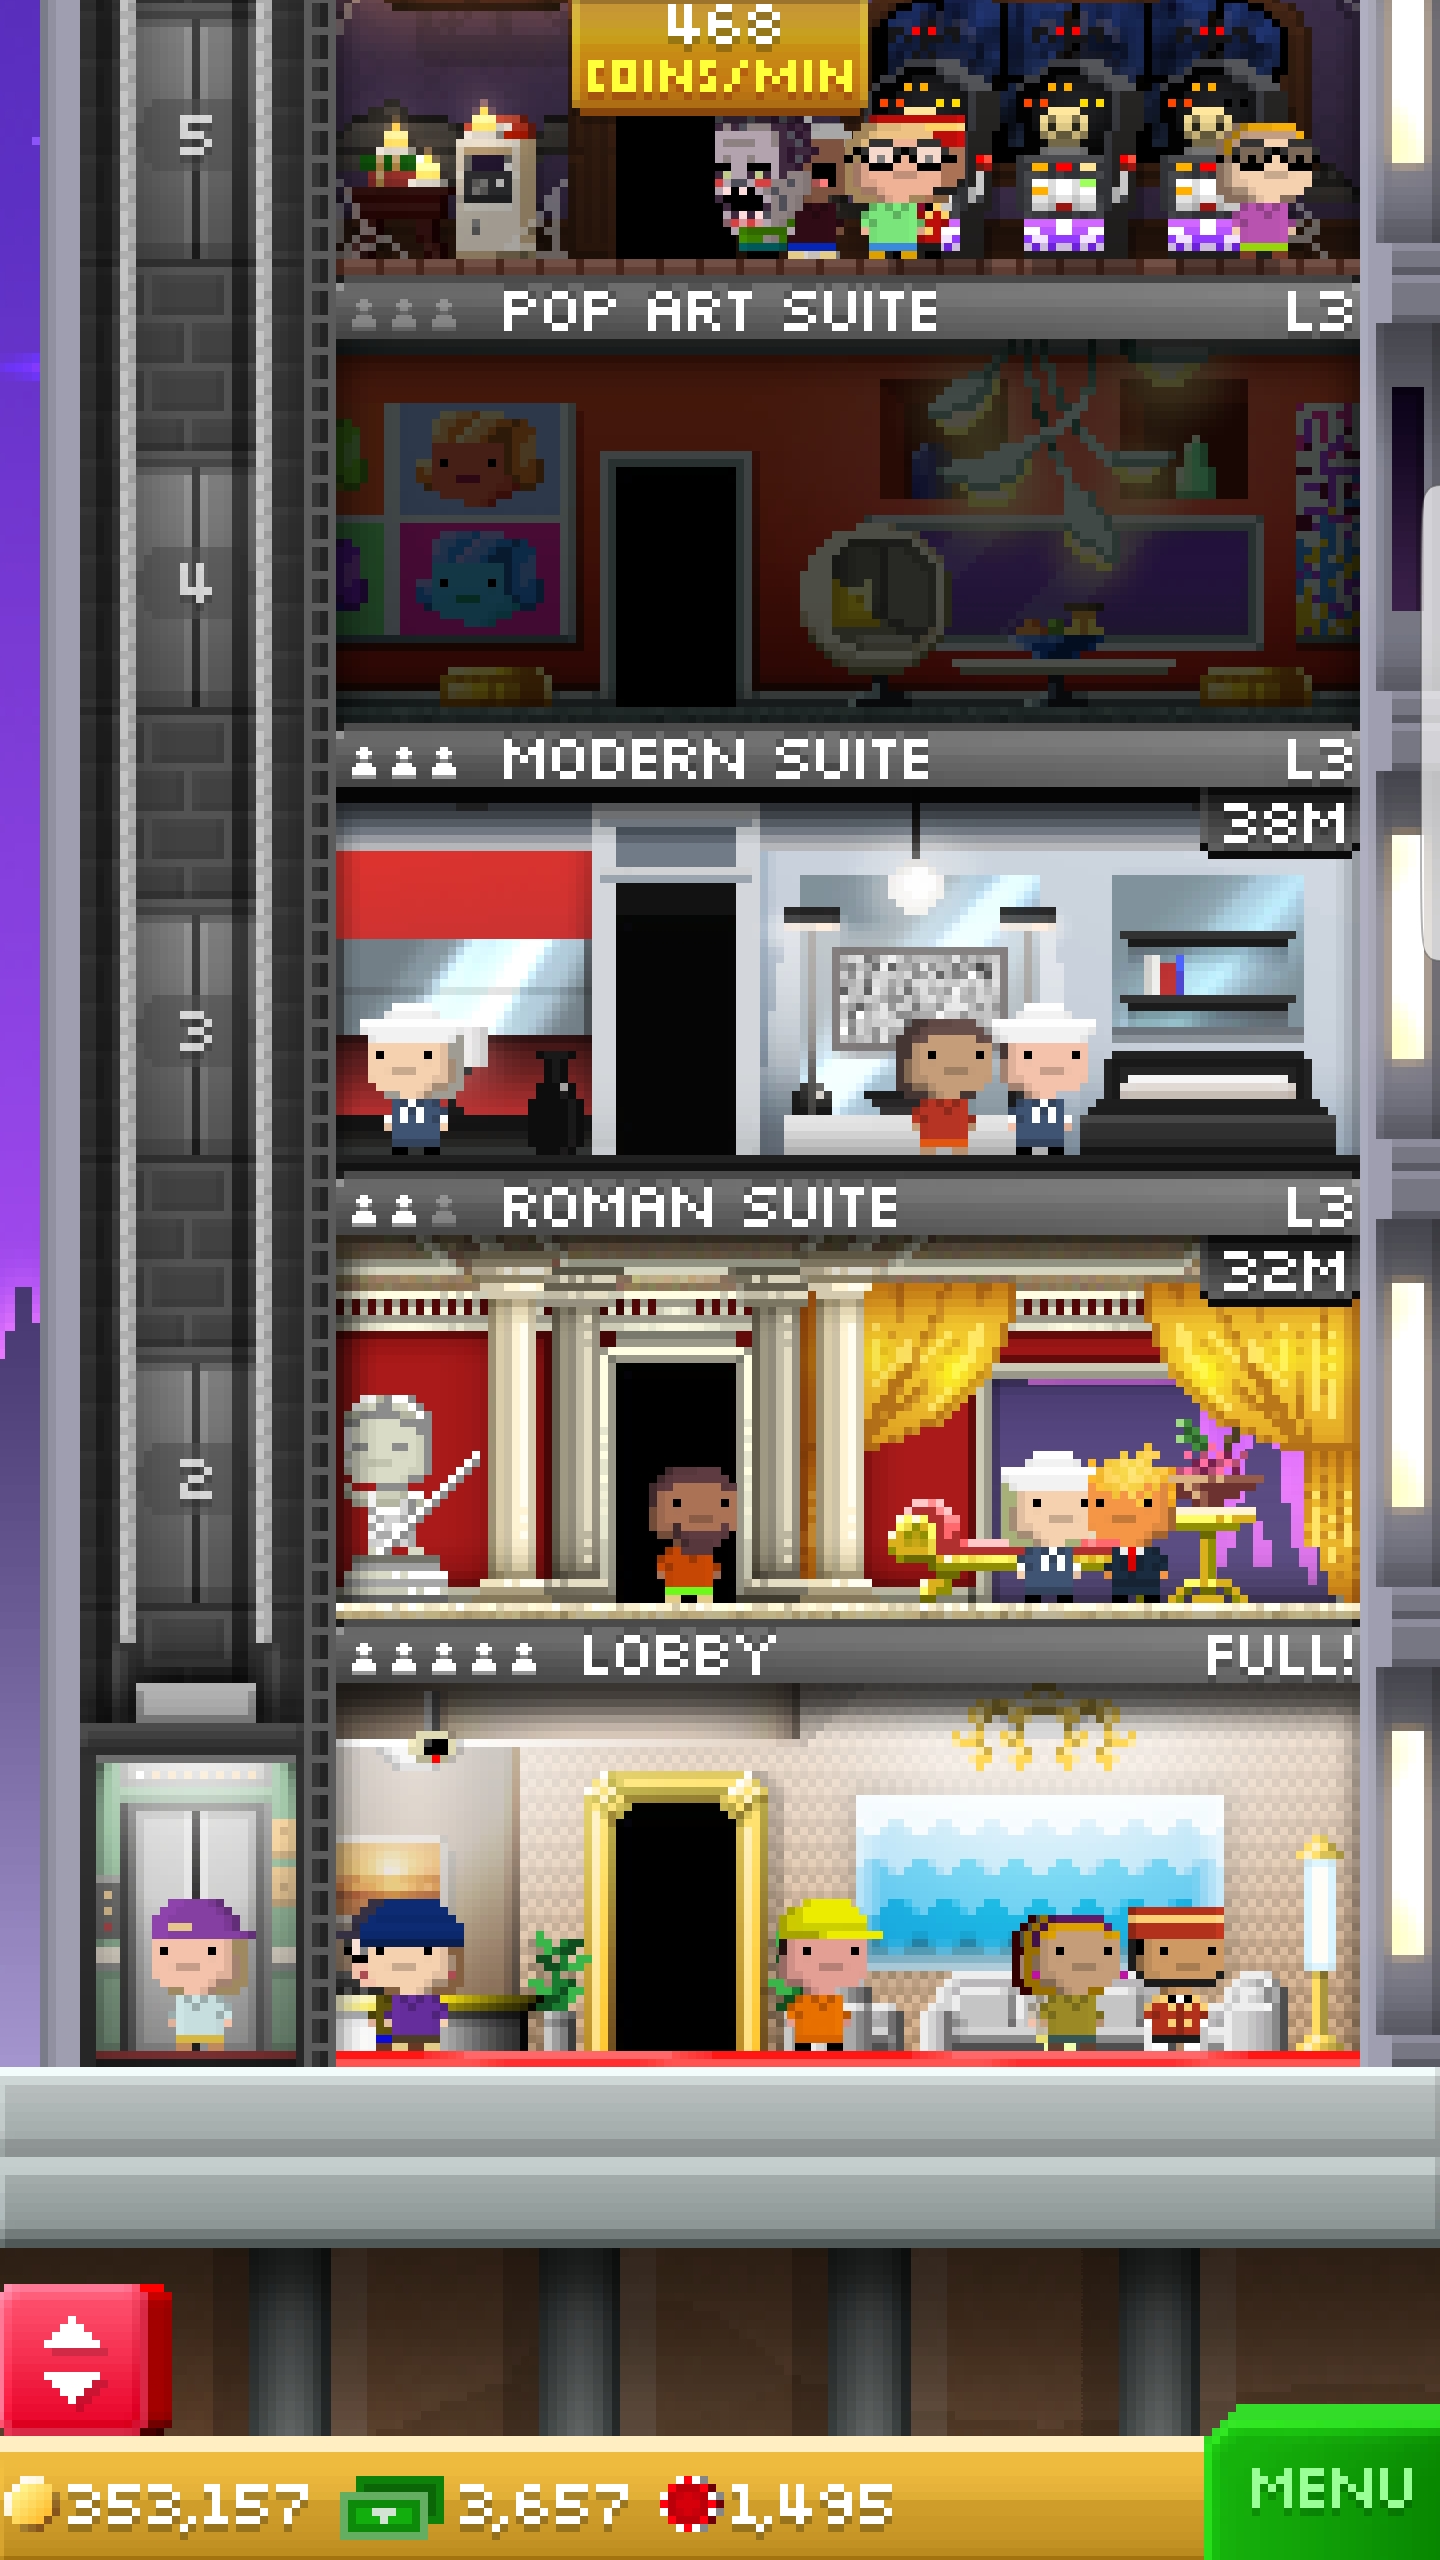 468
COINS/MIN
5
POP ART SUITE L3
4
MODERN SUITE L3
38M
3
ROMAN SUITE L3
32M
2
LOBBY FULL!
353,157 3,657 1,495
MENU